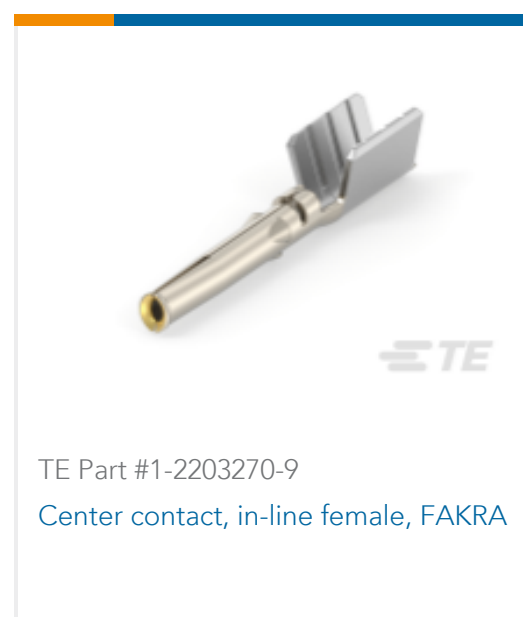 TE
TE Part #1-2203270-9
Center contact, in-line female, FAKRA